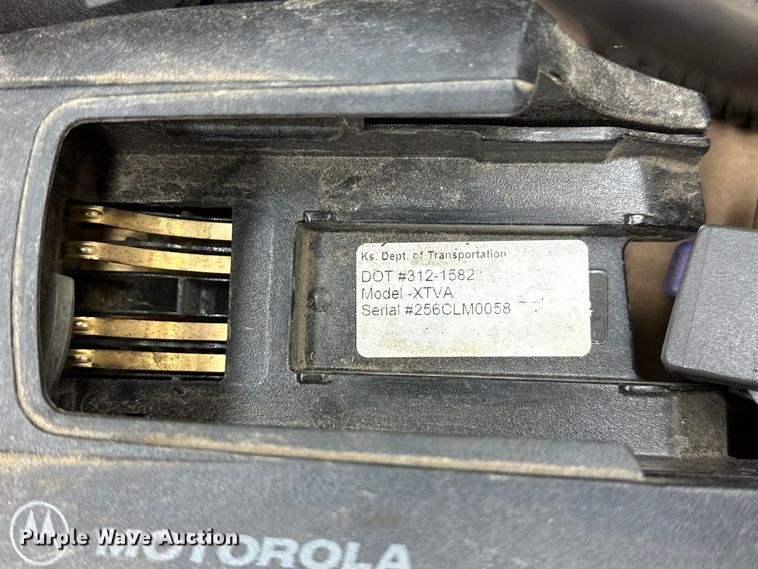 Ks. Dept. of Transportation
DOT #312-1582
Model -XTVA
Serial #256CLM0058
MOTOROLA
Purple Wave Auction